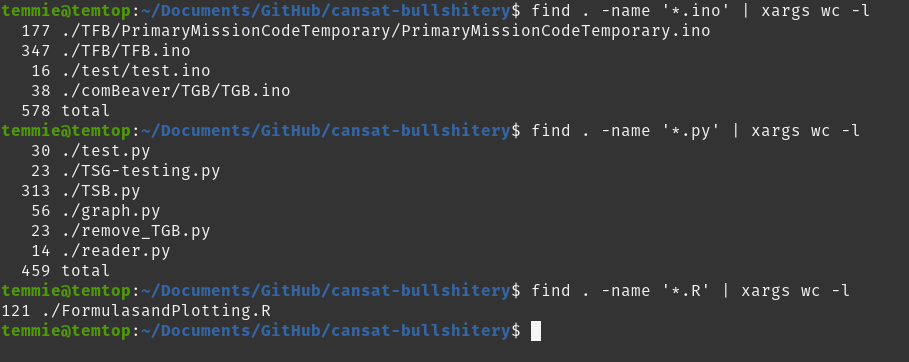 temmie@temtop:~/Documents/GitHub/cansat-bullshitery$ find . -name '*.ino' | xargs wc -l
177 ./TFB/PrimaryMissionCodeTemporary/PrimaryMissionCodeTemporary.ino
347 ./TFB/TFB.ino
16 ./test/test.ino
38 ./comBeaver/TGB/TGB.ino
578 total
temmie@temtop:~/Documents/GitHub/cansat-bullshitery$ find . -name '*.py' | xargs wc -l
30 ./test.py
23 ./TSG-testing.py
313 ./TSB.py
56 ./graph.py
23 ./remove_TGB.py
14 ./reader.py
459 total
temmie@temtop:~/Documents/GitHub/cansat-bullshitery$ find . -name '*.R' | xargs wc -l
121 ./FormulasandPlotting.R
temmie@temtop:~/Documents/GitHub/cansat-bullshitery$